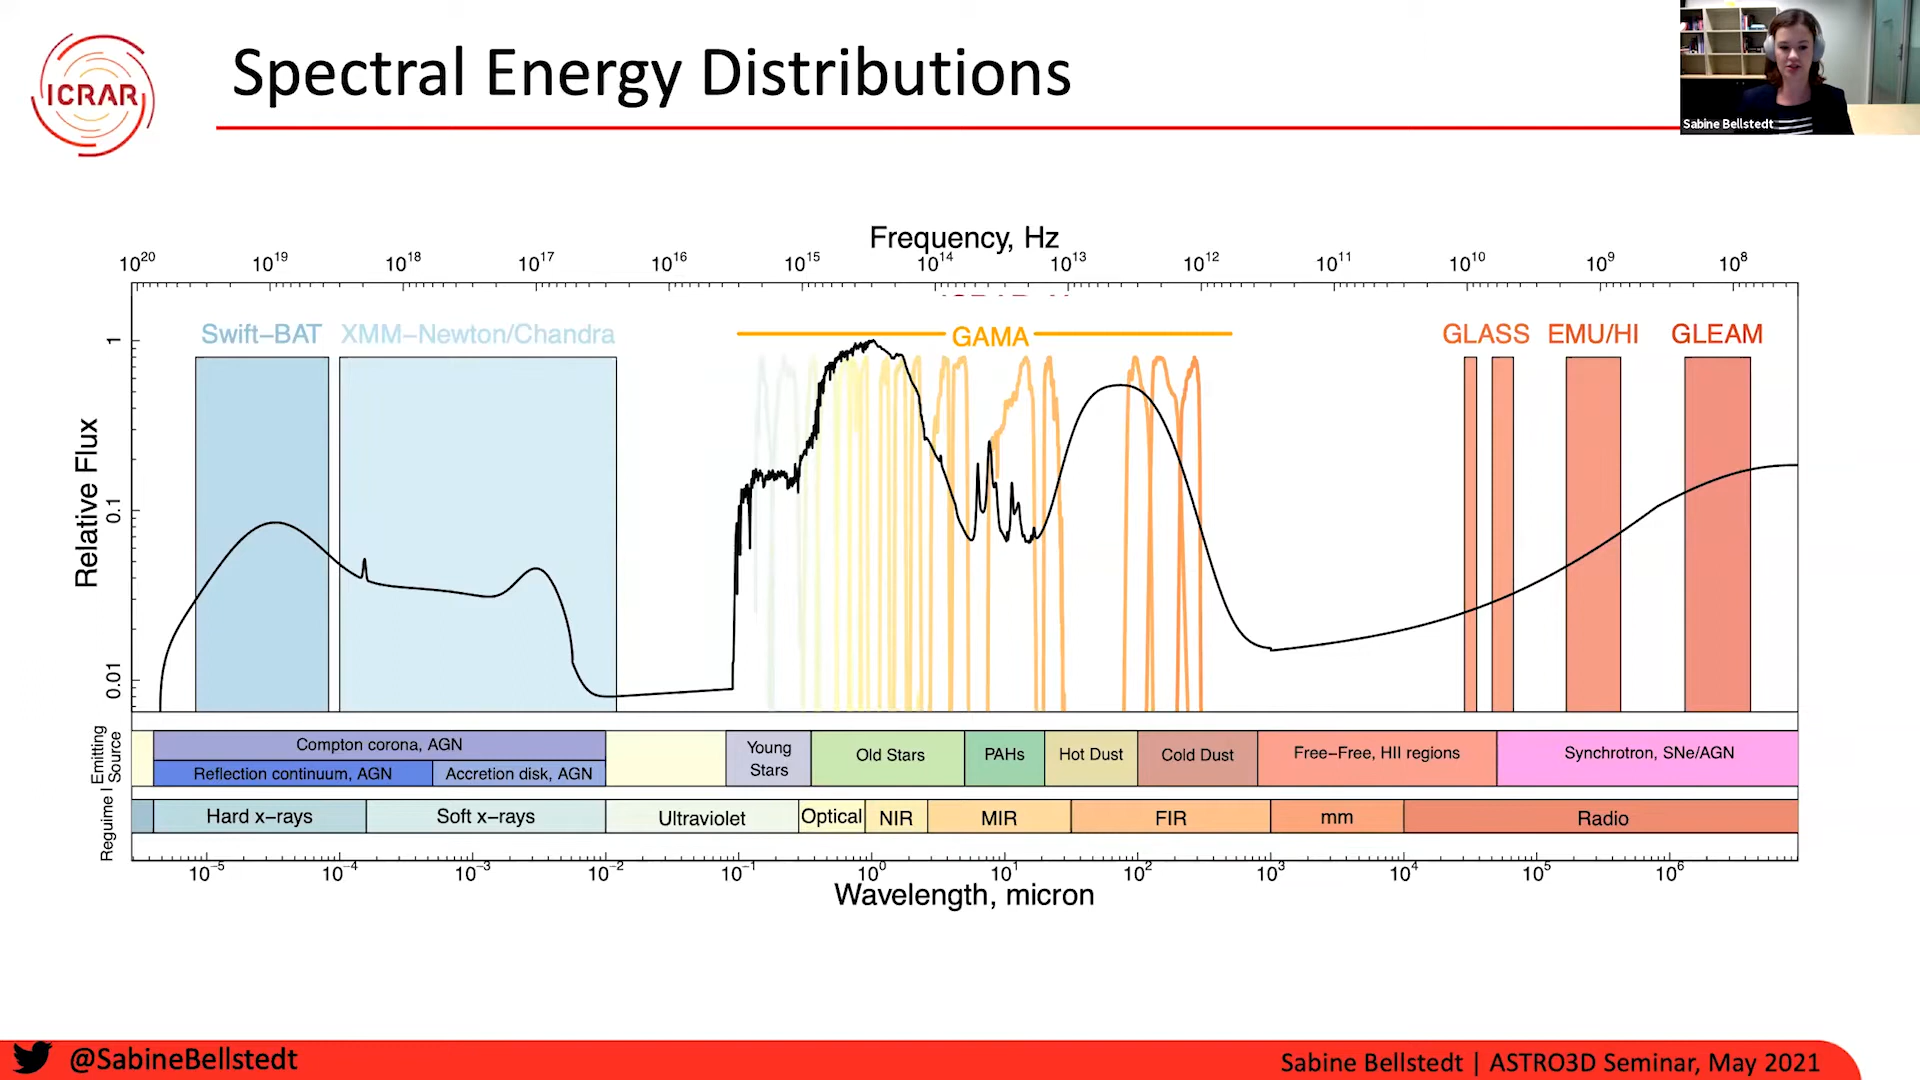 ICRAR
Spectral Energy Distributions
Sabine Bellstedt
Frequency, Hz
10^20 10^19 10^18 10^17 10^16 10^15 10^14 10^13 10^12 10^11 10^10 10^9 10^8
Swift–BAT XMM–Newton/Chandra GAMA GLASS EMU/HI GLEAM
Relative Flux
1
0.1
0.01
Emitting
Source
Compton corona, AGN
Reflection continuum, AGN Accretion disk, AGN
Young
Stars
Old Stars PAHs Hot Dust Cold Dust Free–Free, HII regions Synchrotron, SNe/AGN
Reguime |
Hard x–rays Soft x–rays Ultraviolet Optical NIR MIR FIR mm Radio
10^−5 10^−4 10^−3 10^−2 10^−1 10^0 10^1 10^2 10^3 10^4 10^5 10^6
Wavelength, micron
@SabineBellstedt
Sabine Bellstedt | ASTRO3D Seminar, May 2021